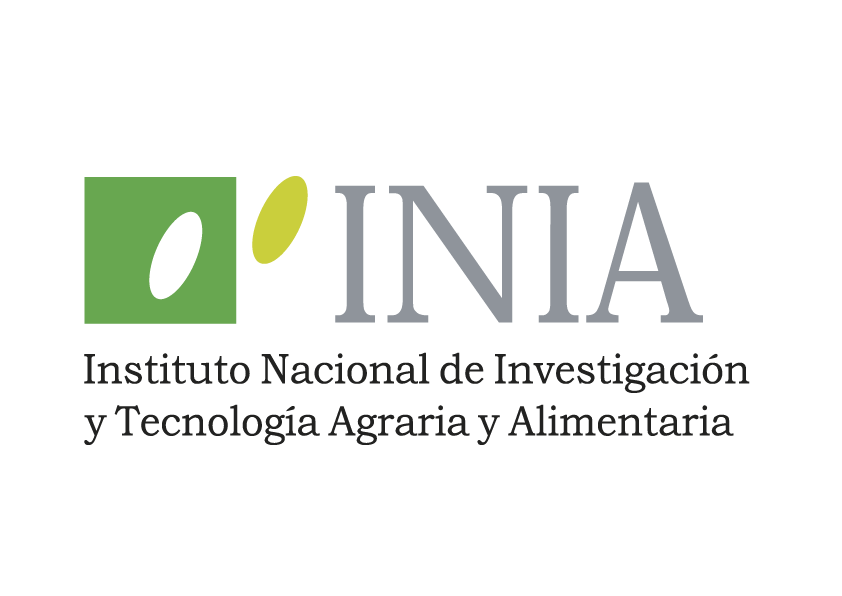 INIA
Instituto Nacional de Investigación
y Tecnología Agraria y Alimentaria